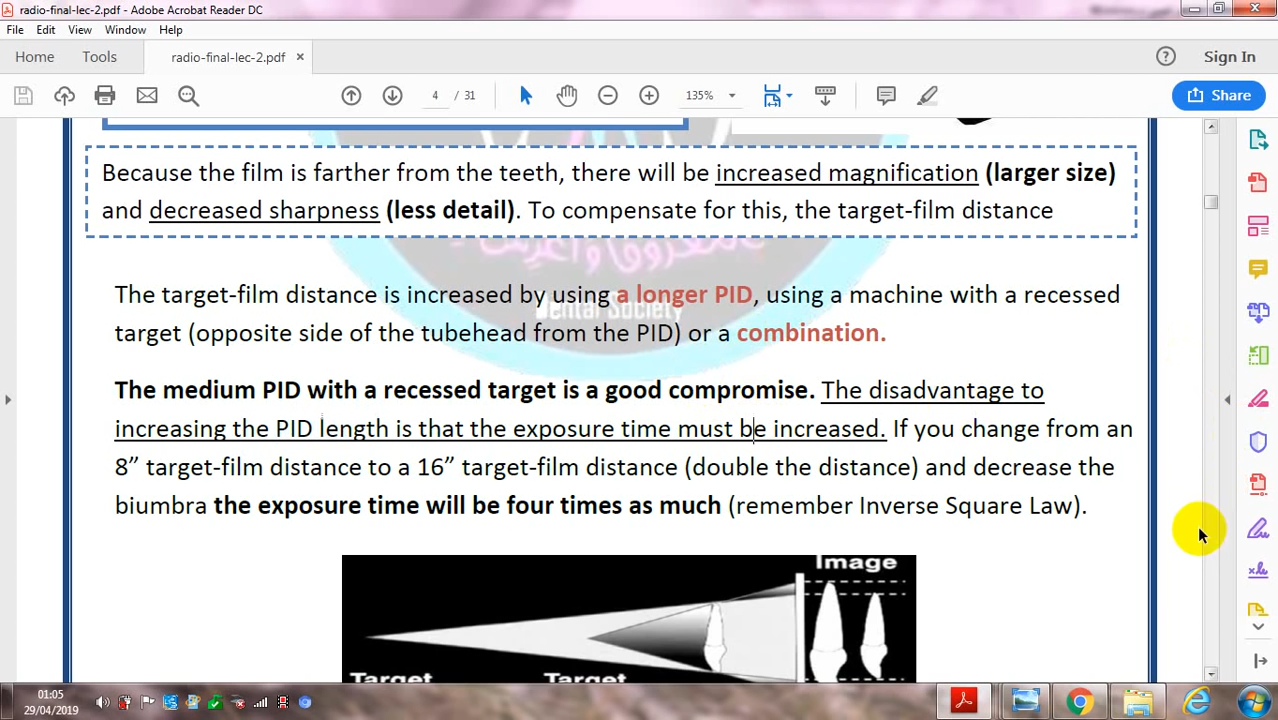 radio-final-lec-2.pdf - Adobe Acrobat Reader DC
File Edit View Window Help
Home Tools radio-final-lec-2.pdf × Sign In
4 / 31 135% Share
Because the film is farther from the teeth, there will be increased magnification (larger size)
and decreased sharpness (less detail). To compensate for this, the target-film distance
Dental Society
The target-film distance is increased by using a longer PID, using a machine with a recessed
target (opposite side of the tubehead from the PID) or a combination.
The medium PID with a recessed target is a good compromise. The disadvantage to
increasing the PID length is that the exposure time must be increased. If you change from an
8” target-film distance to a 16” target-film distance (double the distance) and decrease the
biumbra the exposure time will be four times as much (remember Inverse Square Law).
Image
Target Target
01:05
29/04/2019